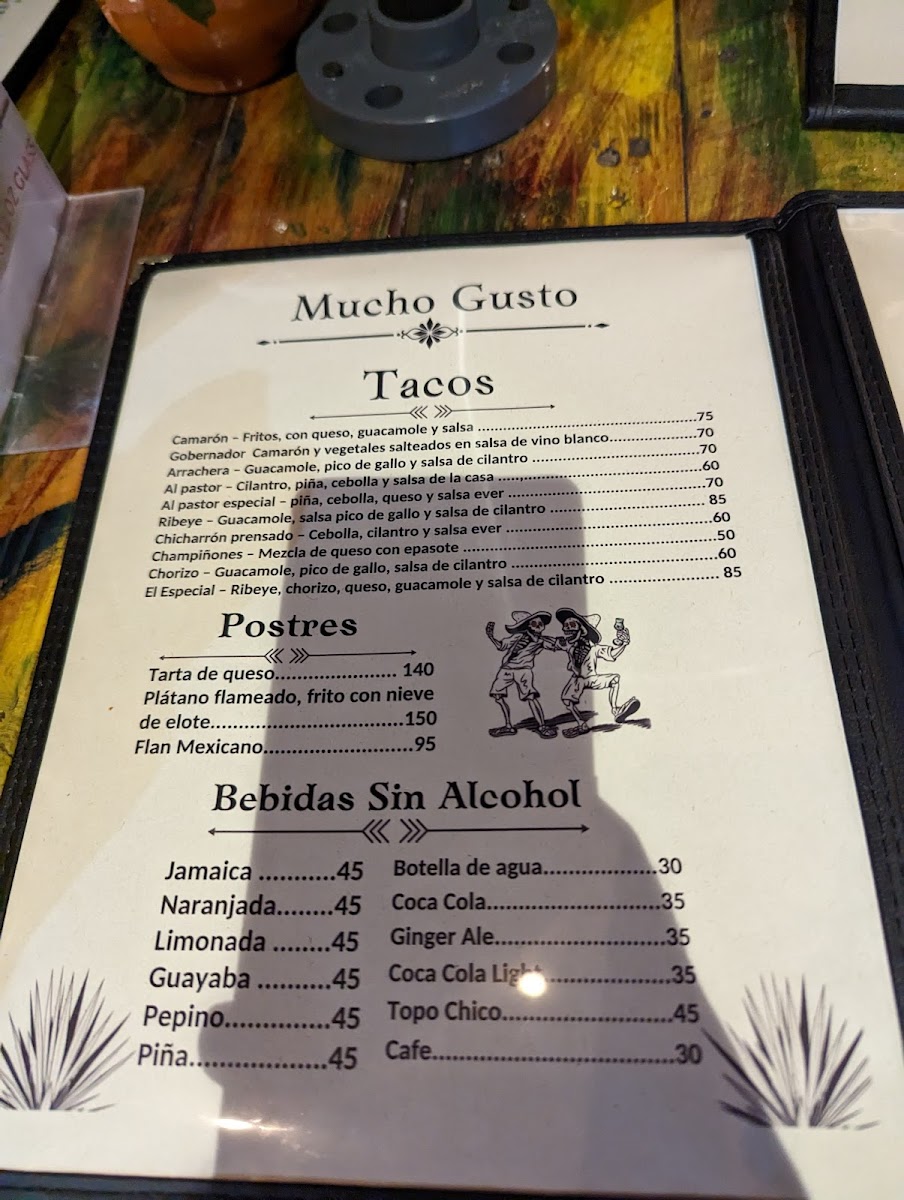 OZ GLASS
Mucho Gusto
Tacos
Camarón – Fritos, con queso, guacamole y salsa ........75
Gobernador Camarón y vegetales salteados en salsa de vino blanco........70
Arrachera – Guacamole, pico de gallo y salsa de cilantro ........70
Al pastor – Cilantro, piña, cebolla y salsa de la casa ........60
Al pastor especial – piña, cebolla, queso y salsa ever ........70
Ribeye – Guacamole, salsa pico de gallo y salsa de cilantro ........ 85
Chicharrón prensado – Cebolla, cilantro y salsa ever ........60
Champiñones – Mezcla de queso con epasote ........50
Chorizo – Guacamole, pico de gallo, salsa de cilantro ........60
El Especial – Ribeye, chorizo, queso, guacamole y salsa de cilantro ........ 85
Postres
Tarta de queso........ 140
Plátano flameado, frito con nieve
de elote........150
Flan Mexicano........95
Bebidas Sin Alcohol
Jamaica ...........45
Naranjada........45
Limonada ........45
Guayaba ..........45
Pepino..............45
Piña...................45
Botella de agua........30
Coca Cola........35
Ginger Ale........35
Coca Cola Light........35
Topo Chico........45
Cafe........30